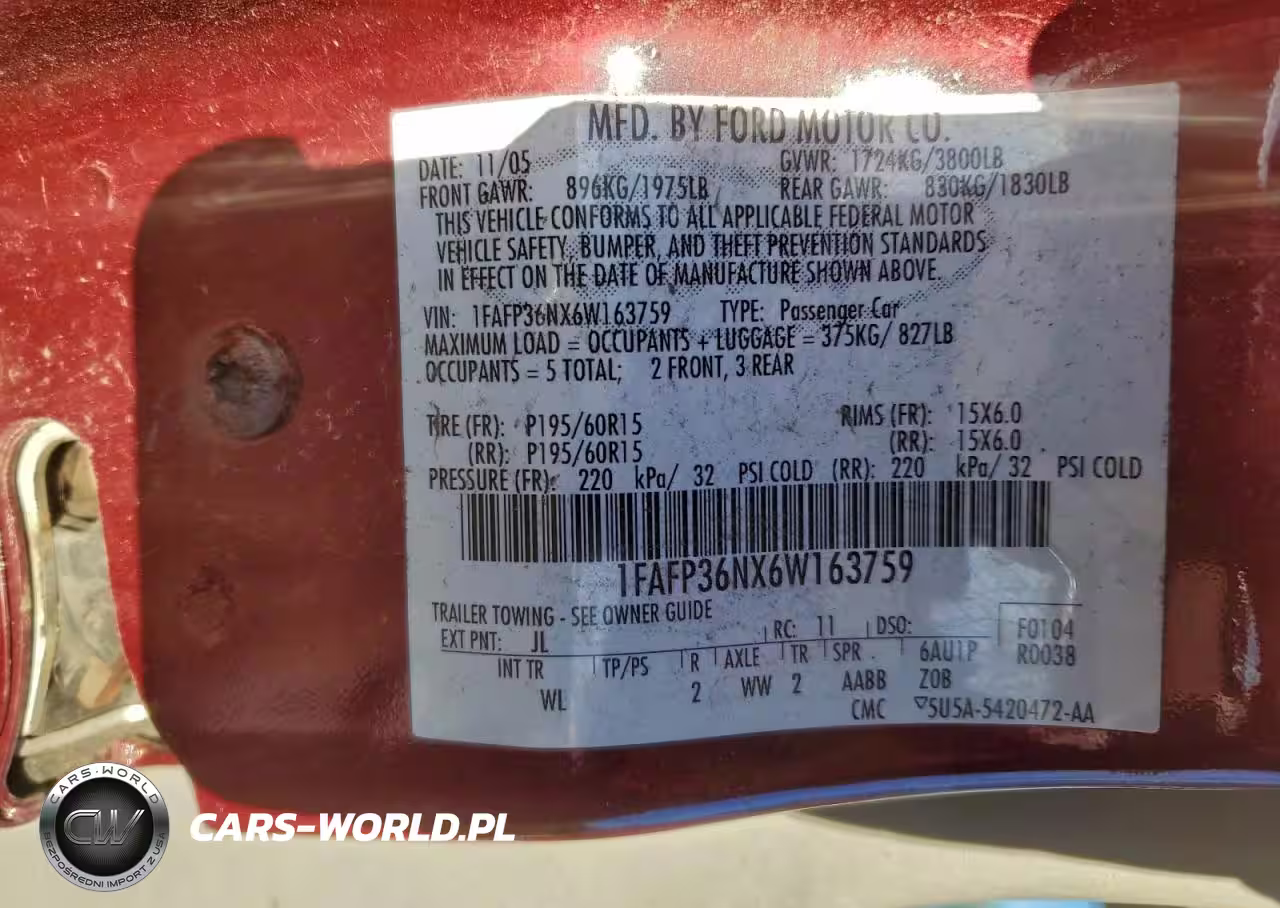 MFD. BY FORD MOTOR CO.
DATE: 11/05 GVWR: 1724KG/3800LB
FRONT GAWR: 896KG/1975LB REAR GAWR: 830KG/1830LB
THIS VEHICLE CONFORMS TO ALL APPLICABLE FEDERAL MOTOR
VEHICLE SAFETY, BUMPER, AND THEFT PREVENTION STANDARDS
IN EFFECT ON THE DATE OF MANUFACTURE SHOWN ABOVE.
VIN: 1FAFP36NX6W163759 TYPE: Passenger Car
MAXIMUM LOAD = OCCUPANTS + LUGGAGE = 375KG/ 827LB
OCCUPANTS = 5 TOTAL; 2 FRONT, 3 REAR
TIRE (FR): P195/60R15 RIMS (FR): 15X6.0
(RR): P195/60R15 (RR): 15X6.0
PRESSURE (FR): 220 kPa/ 32 PSI COLD (RR): 220 kPa/ 32 PSI COLD
1FAFP36NX6W163759
TRAILER TOWING - SEE OWNER GUIDE
EXT PNT: JL RC: 11 DSO: F0104
INT TR TP/PS R AXLE TR SPR 6AU1P R0038
WL 2 WW 2 AABB Z0B
CMC ▽5U5A-5420472-AA
CARS-WORLD
CW
BEZPOŚREDNI IMPORT Z USA
CARS-WORLD.PL